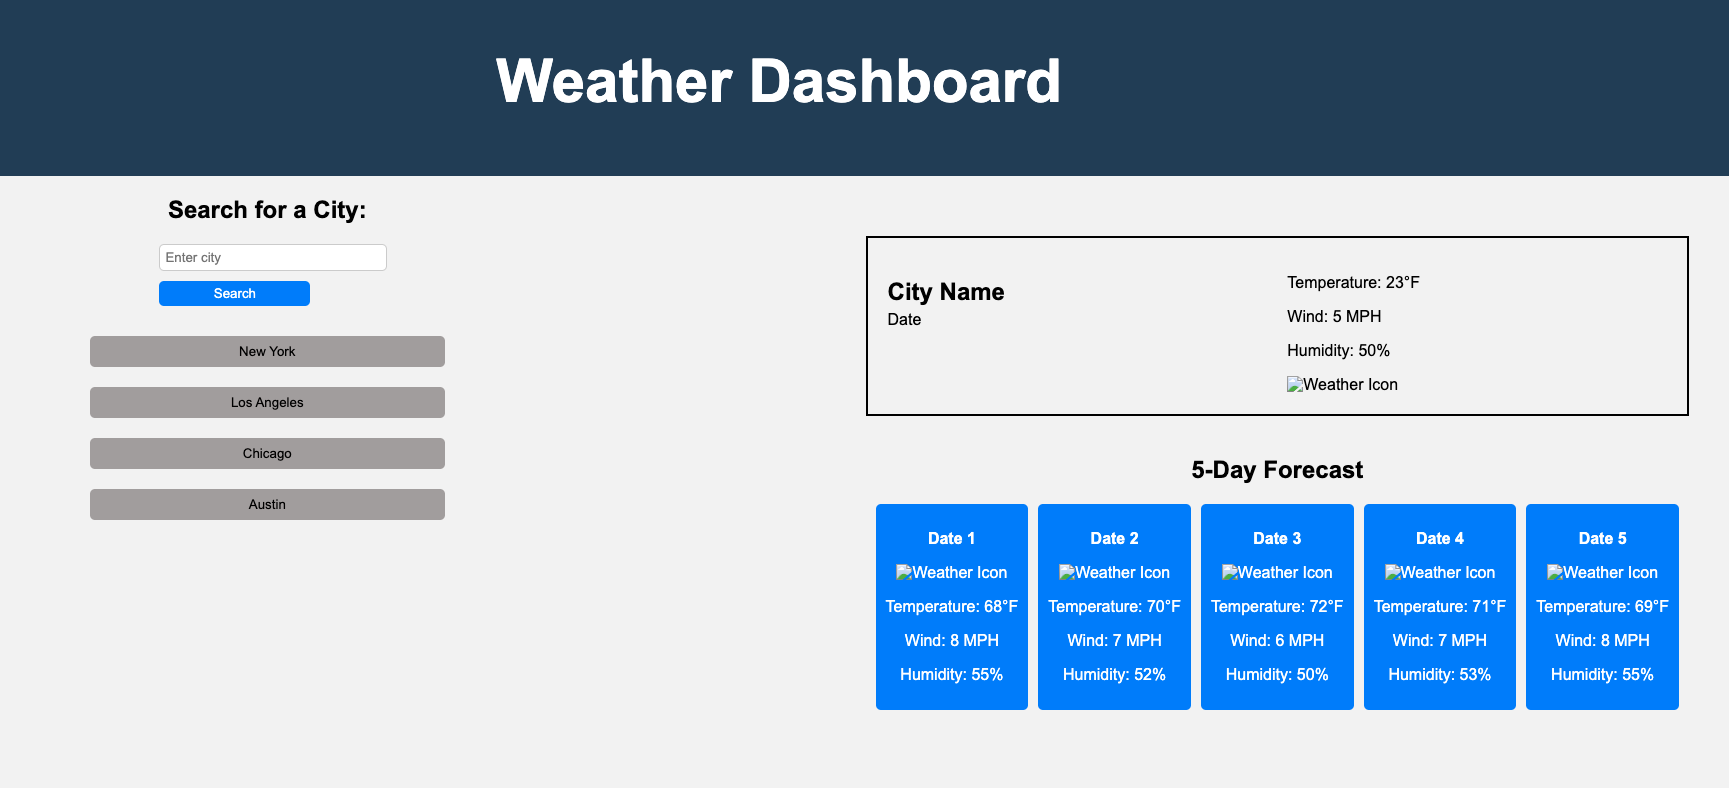 Weather Dashboard
Search for a City:
Enter city
Search
New York
Los Angeles
Chicago
Austin
City Name
Date
Temperature: 23°F
Wind: 5 MPH
Humidity: 50%
Weather Icon
5-Day Forecast
Date 1
Weather Icon
Temperature: 68°F
Wind: 8 MPH
Humidity: 55%
Date 2
Weather Icon
Temperature: 70°F
Wind: 7 MPH
Humidity: 52%
Date 3
Weather Icon
Temperature: 72°F
Wind: 6 MPH
Humidity: 50%
Date 4
Weather Icon
Temperature: 71°F
Wind: 7 MPH
Humidity: 53%
Date 5
Weather Icon
Temperature: 69°F
Wind: 8 MPH
Humidity: 55%